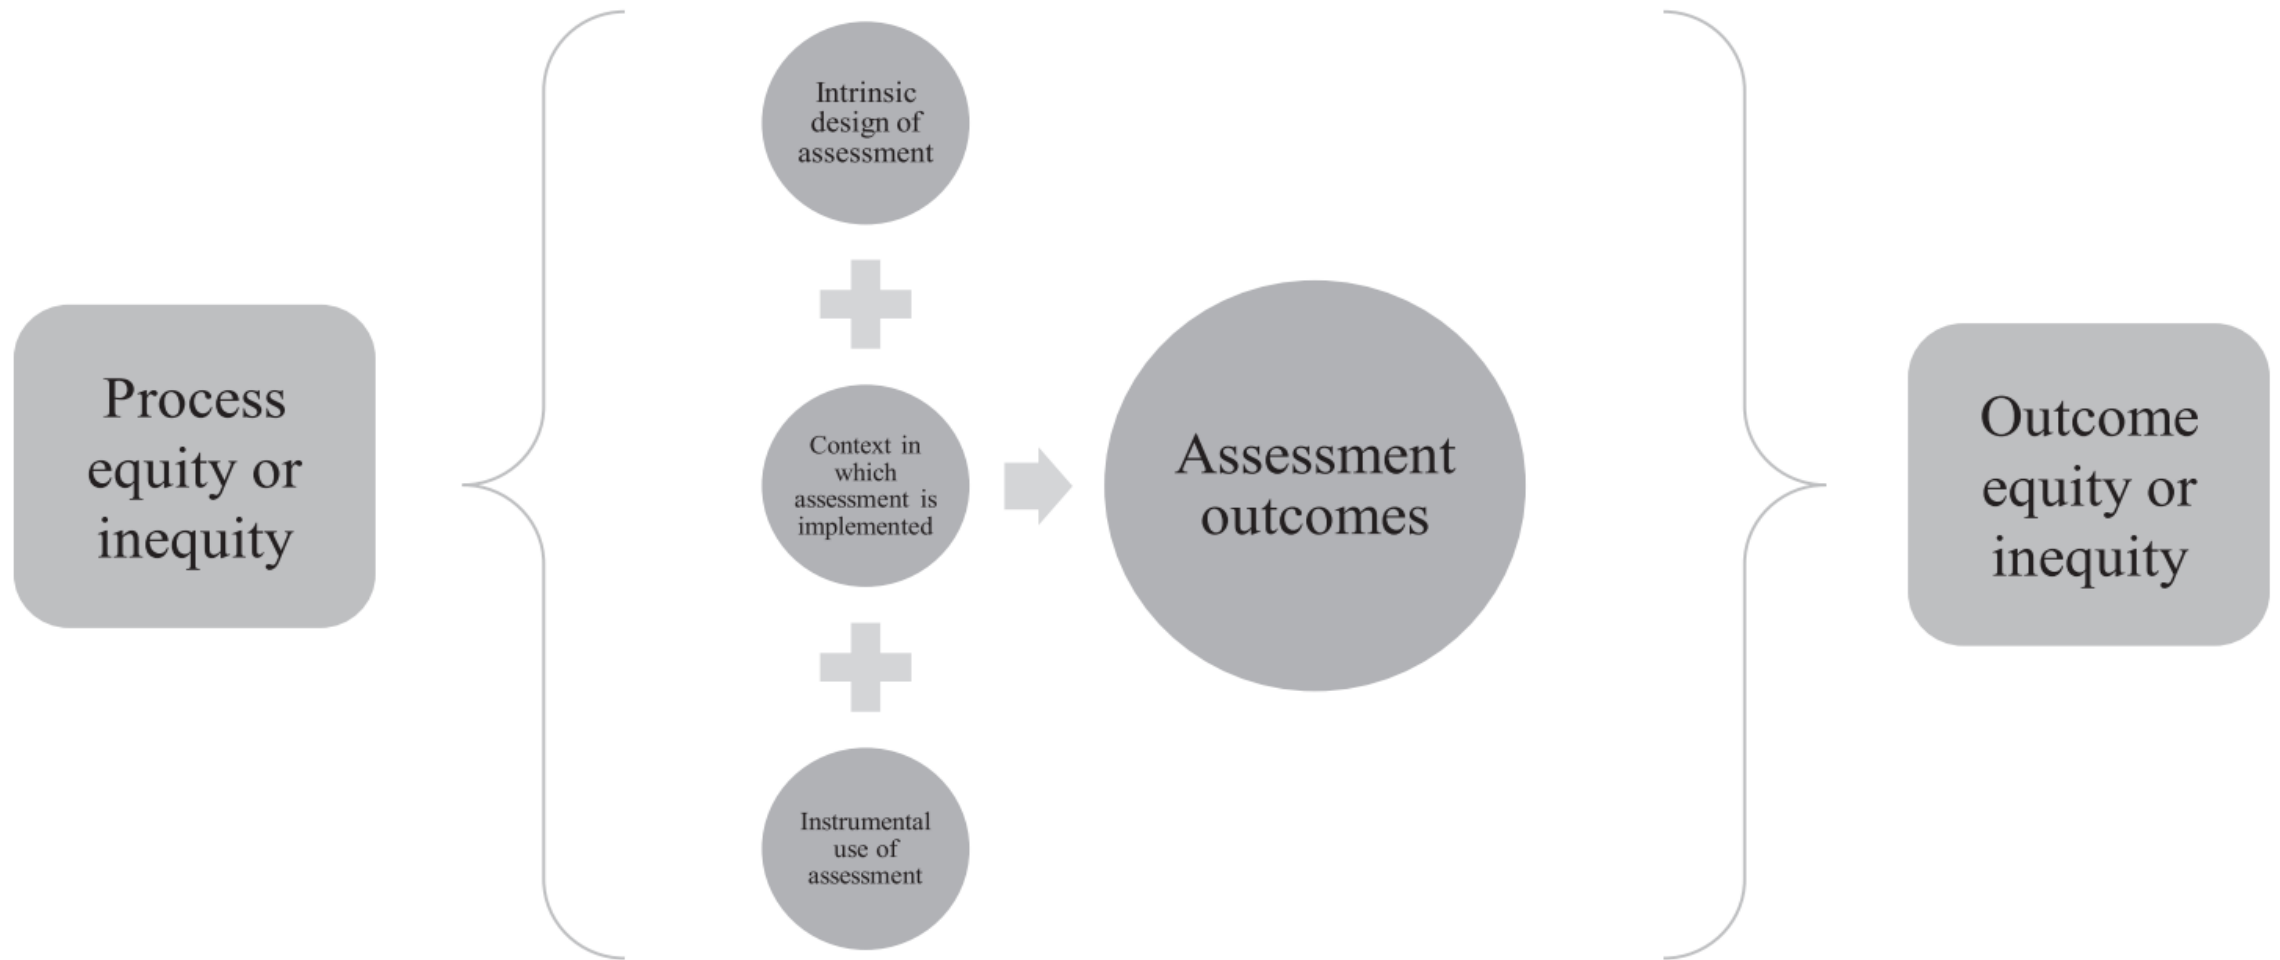 Process
equity or
inequity
Intrinsic
design of
assessment
Context in
which
assessment is
implemented
Instrumental
use of
assessment
Assessment
outcomes
Outcome
equity or
inequity